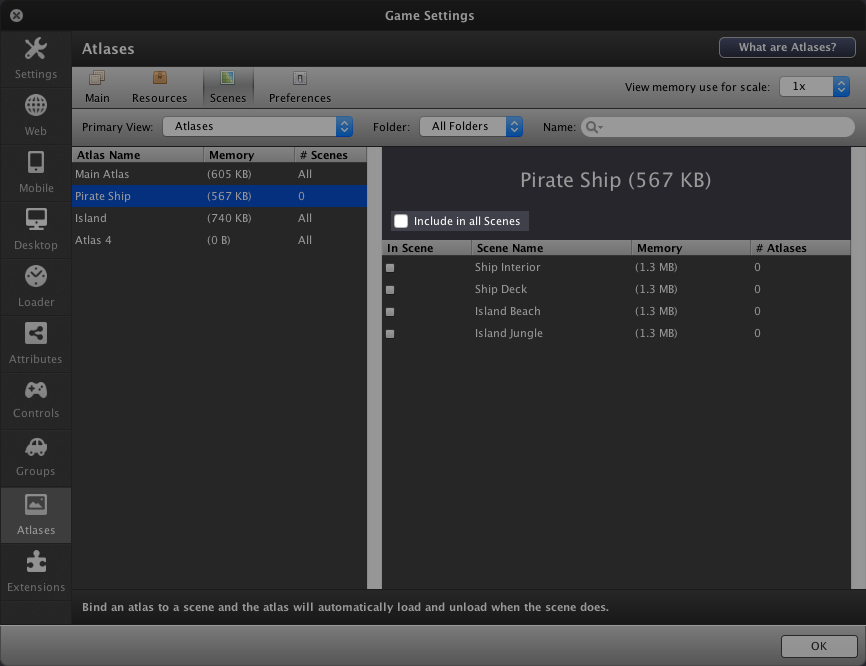 Game Settings
Settings
Web
Mobile
Desktop
Loader
Attributes
Controls
Groups
Atlases
Extensions
Atlases
What are Atlases?
Main
Resources
Scenes
Preferences
View memory use for scale: 1x
Primary View: Atlases
Folder: All Folders
Name:
Atlas Name Memory # Scenes
Main Atlas (605 KB) All
Pirate Ship (567 KB) 0
Island (740 KB) All
Atlas 4 (0 B) All
Pirate Ship (567 KB)
Include in all Scenes
In Scene Scene Name Memory # Atlases
Ship Interior (1.3 MB) 0
Ship Deck (1.3 MB) 0
Island Beach (1.3 MB) 0
Island Jungle (1.3 MB) 0
Bind an atlas to a scene and the atlas will automatically load and unload when the scene does.
OK